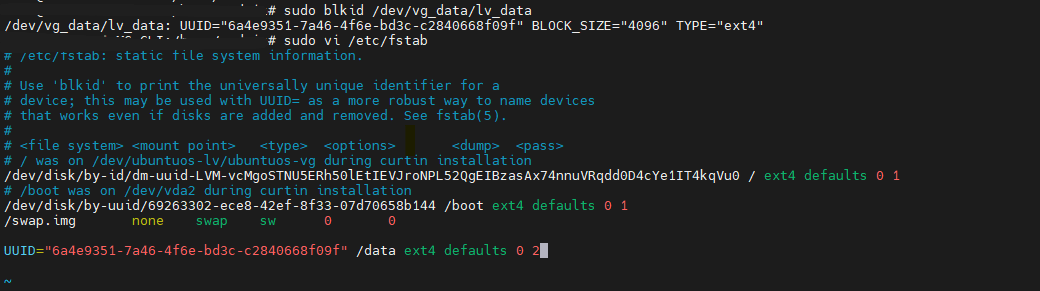 # sudo blkid /dev/vg_data/lv_data
/dev/vg_data/lv_data: UUID="6a4e9351-7a46-4f6e-bd3c-c2840668f09f" BLOCK_SIZE="4096" TYPE="ext4"
# sudo vi /etc/fstab
# /etc/fstab: static file system information.
#
# Use 'blkid' to print the universally unique identifier for a
# device; this may be used with UUID= as a more robust way to name devices
# that works even if disks are added and removed. See fstab(5).
#
# <file system> <mount point>   <type>  <options>       <dump>  <pass>
# / was on /dev/ubuntuos-lv/ubuntuos-vg during curtin installation
/dev/disk/by-id/dm-uuid-LVM-vcMgoSTNU5ERh50lEtIEVJroNPL52QgEIBzasAx74nnuVRqdd0D4cYe1IT4kqVu0 / ext4 defaults 0 1
# /boot was on /dev/vda2 during curtin installation
/dev/disk/by-uuid/69263302-ece8-42ef-8f33-07d70658b144 /boot ext4 defaults 0 1
/swap.img       none    swap    sw      0       0
UUID="6a4e9351-7a46-4f6e-bd3c-c2840668f09f" /data ext4 defaults 0 2
~